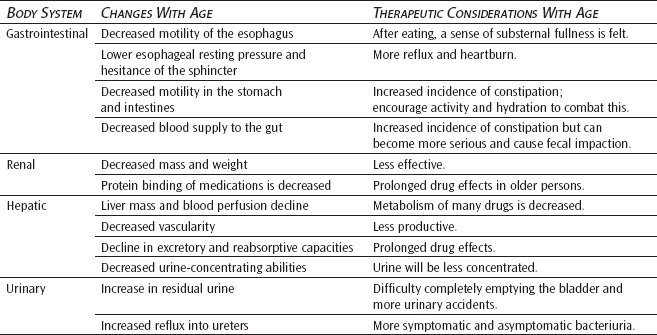 BODY SYSTEM CHANGES WITH AGE THERAPEUTIC CONSIDERATIONS WITH AGE
Gastrointestinal Decreased motility of the esophagus After eating, a sense of substernal fullness is felt.
Lower esophageal resting pressure and More reflux and heartburn.
hesitance of the sphincter
Decreased motility in the stomach Increased incidence of constipation;
and intestines encourage activity and hydration to combat this.
Decreased blood supply to the gut Increased incidence of constipation but can
become more serious and cause fecal impaction.
Renal Decreased mass and weight Less effective.
Protein binding of medications is decreased Prolonged drug effects in older persons.
Hepatic Liver mass and blood perfusion decline Metabolism of many drugs is decreased.
Decreased vascularity Less productive.
Decline in excretory and reabsorptive capacities Prolonged drug effects.
Decreased urine-concentrating abilities Urine will be less concentrated.
Urinary Increase in residual urine Difficulty completely emptying the bladder and
more urinary accidents.
Increased reflux into ureters More symptomatic and asymptomatic bacteriuria.